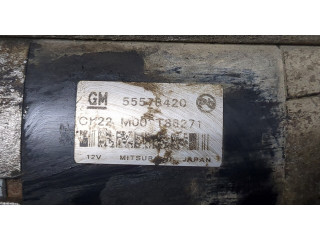 GM 55578420
CH22 M00 T88271
12V MITSUBISHI JAPAN